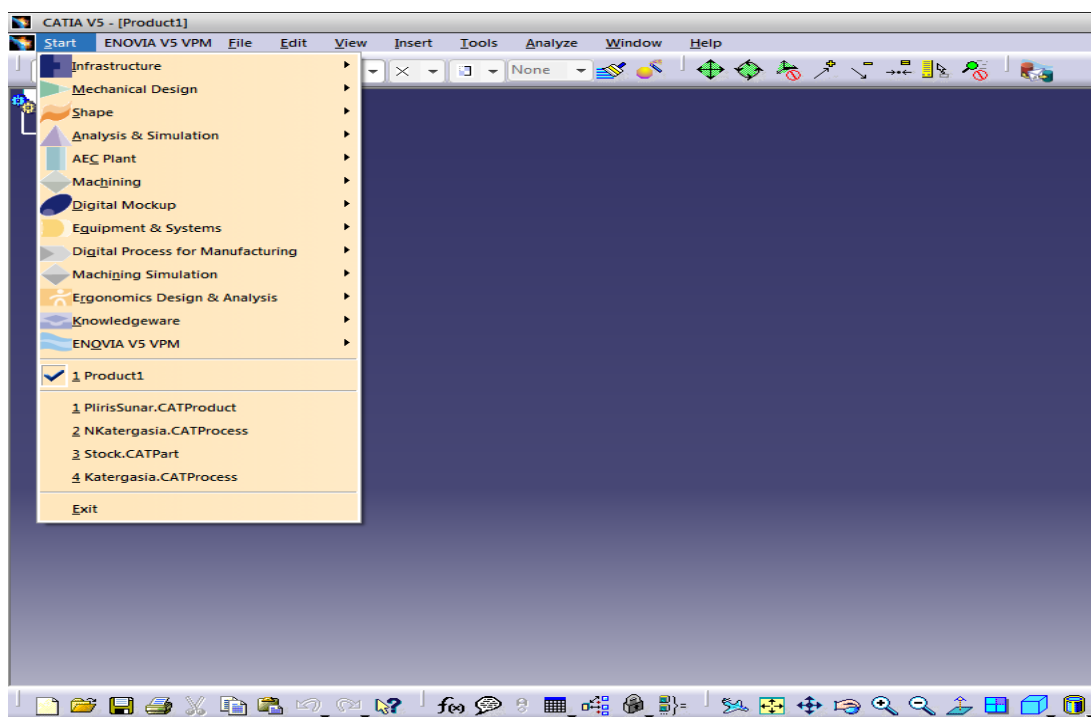 CATIA V5 - [Product1]
Start ENOVIA V5 VPM File Edit View Insert Tools Analyze Window Help
None
Infrastructure
Mechanical Design
Shape
Analysis & Simulation
AEC Plant
Machining
Digital Mockup
Equipment & Systems
Digital Process for Manufacturing
Machining Simulation
Ergonomics Design & Analysis
Knowledgeware
ENOVIA V5 VPM
1 Product1
1 PlirisSunar.CATProduct
2 NKatergasia.CATProcess
3 Stock.CATPart
4 Katergasia.CATProcess
Exit
f(x)